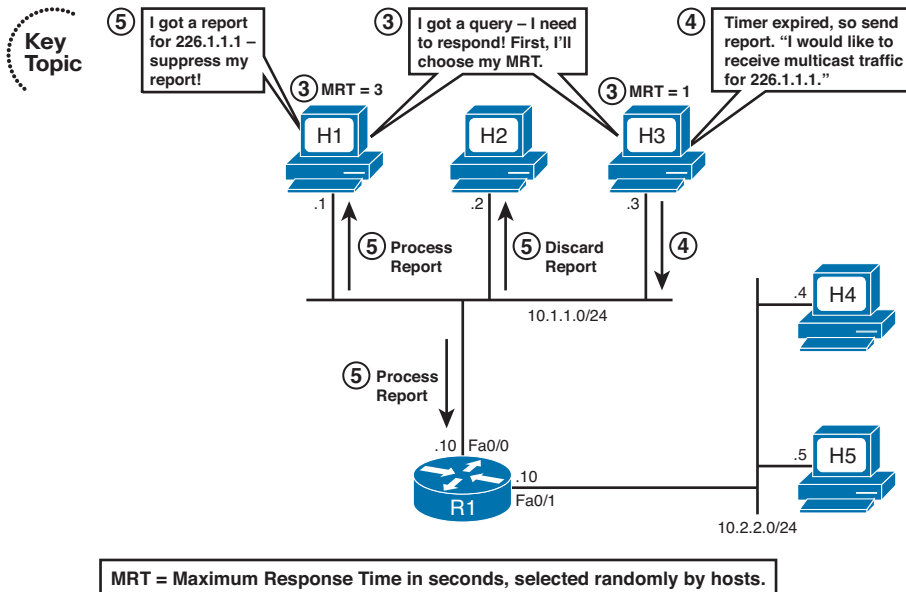 Key
Topic
5
I got a report
for 226.1.1.1 –
suppress my
report!
3
I got a query – I need
to respond! First, I’ll
choose my MRT.
4
Timer expired, so send
report. “I would like to
receive multicast traffic
for 226.1.1.1.”
3 MRT = 3
3 MRT = 1
H1
H2
H3
.1
.2
.3
5 Process
Report
5 Discard
Report
4
10.1.1.0/24
.4
H4
5 Process
Report
.10 Fa0/0
.10
Fa0/1
R1
.5
H5
10.2.2.0/24
MRT = Maximum Response Time in seconds, selected randomly by hosts.